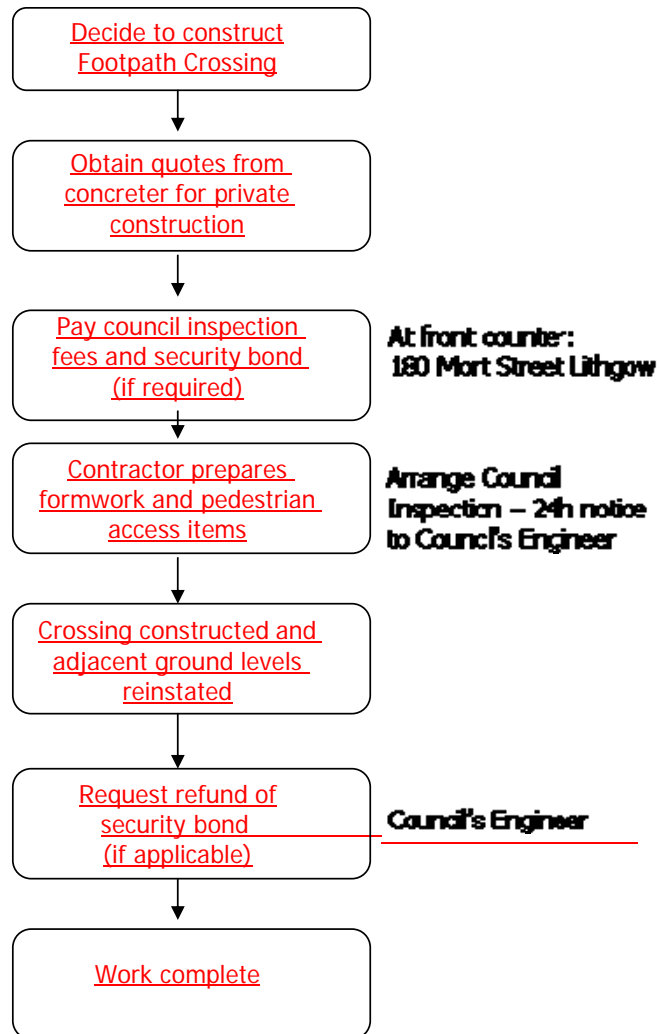 Decide to construct
Footpath Crossing
Obtain quotes from
concreter for private
construction
Pay council inspection
fees and security bond
(if required)
At front counter:
180 Mort Street Lithgow
Contractor prepares
formwork and pedestrian
access items
Arrange Council
Inspection – 24h notice
to Council's Engineer
Crossing constructed and
adjacent ground levels
reinstated
Request refund of
security bond
(if applicable)
Council's Engineer
Work complete